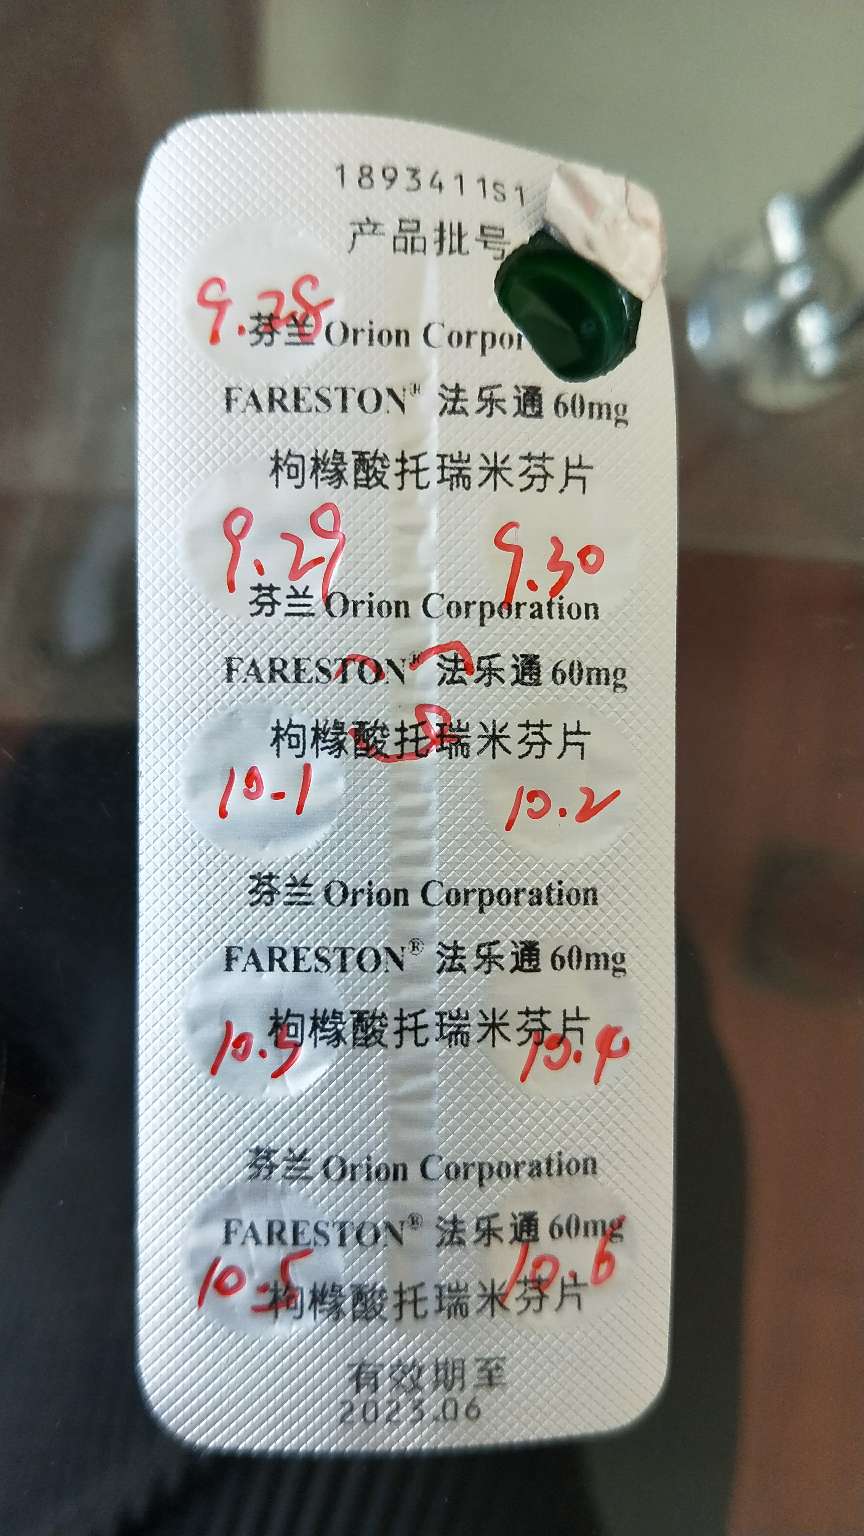 1893411S1
产品批号
9.28
芬兰 Orion Corpor
FARESTON® 法乐通 60mg
枸橼酸托瑞米芬片
9.29 9.30
芬兰 Orion Corporation
FARESTON® 法乐通 60mg
枸橼酸托瑞米芬片
10.1 10.2
芬兰 Orion Corporation
FARESTON® 法乐通 60mg
枸橼酸托瑞米芬片
10.3 10.4
芬兰 Orion Corporation
FARESTON® 法乐通 60mg
10.5 10.6
枸橼酸托瑞米芬片
有效期至
2023.06